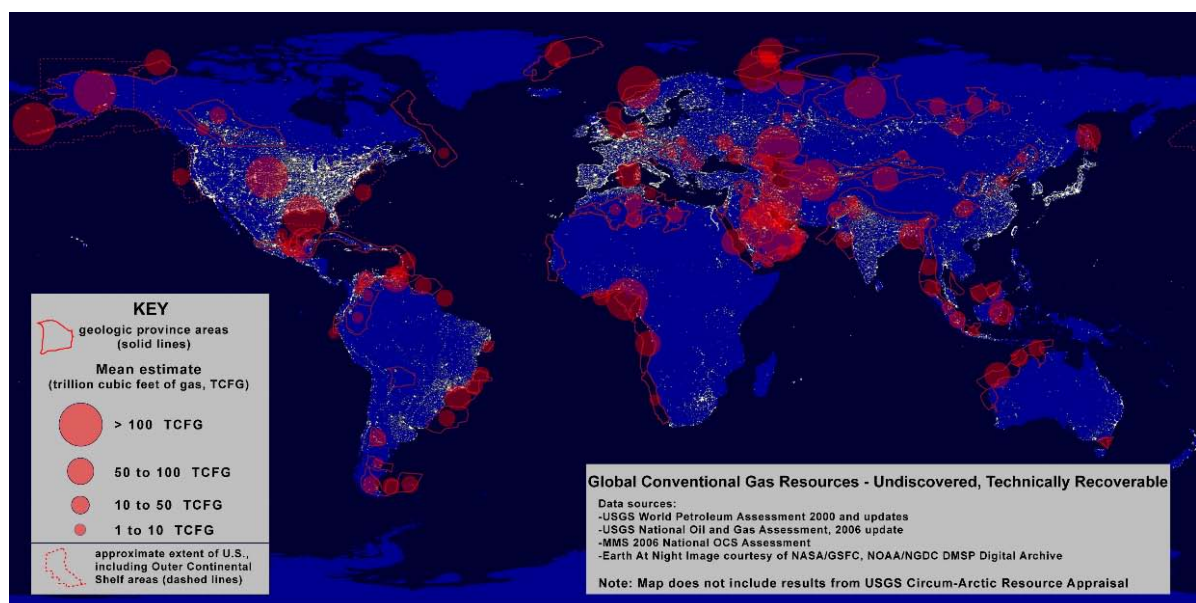 KEY
geologic province areas
(solid lines)
Mean estimate
(trillion cubic feet of gas, TCFG)
> 100 TCFG
50 to 100 TCFG
10 to 50 TCFG
1 to 10 TCFG
approximate extent of U.S.,
including Outer Continental
Shelf areas (dashed lines)
Global Conventional Gas Resources - Undiscovered, Technically Recoverable
Data sources:
-USGS World Petroleum Assessment 2000 and updates
-USGS National Oil and Gas Assessment, 2006 update
-MMS 2006 National OCS Assessment
-Earth At Night Image courtesy of NASA/GSFC, NOAA/NGDC DMSP Digital Archive
Note: Map does not include results from USGS Circum-Arctic Resource Appraisal